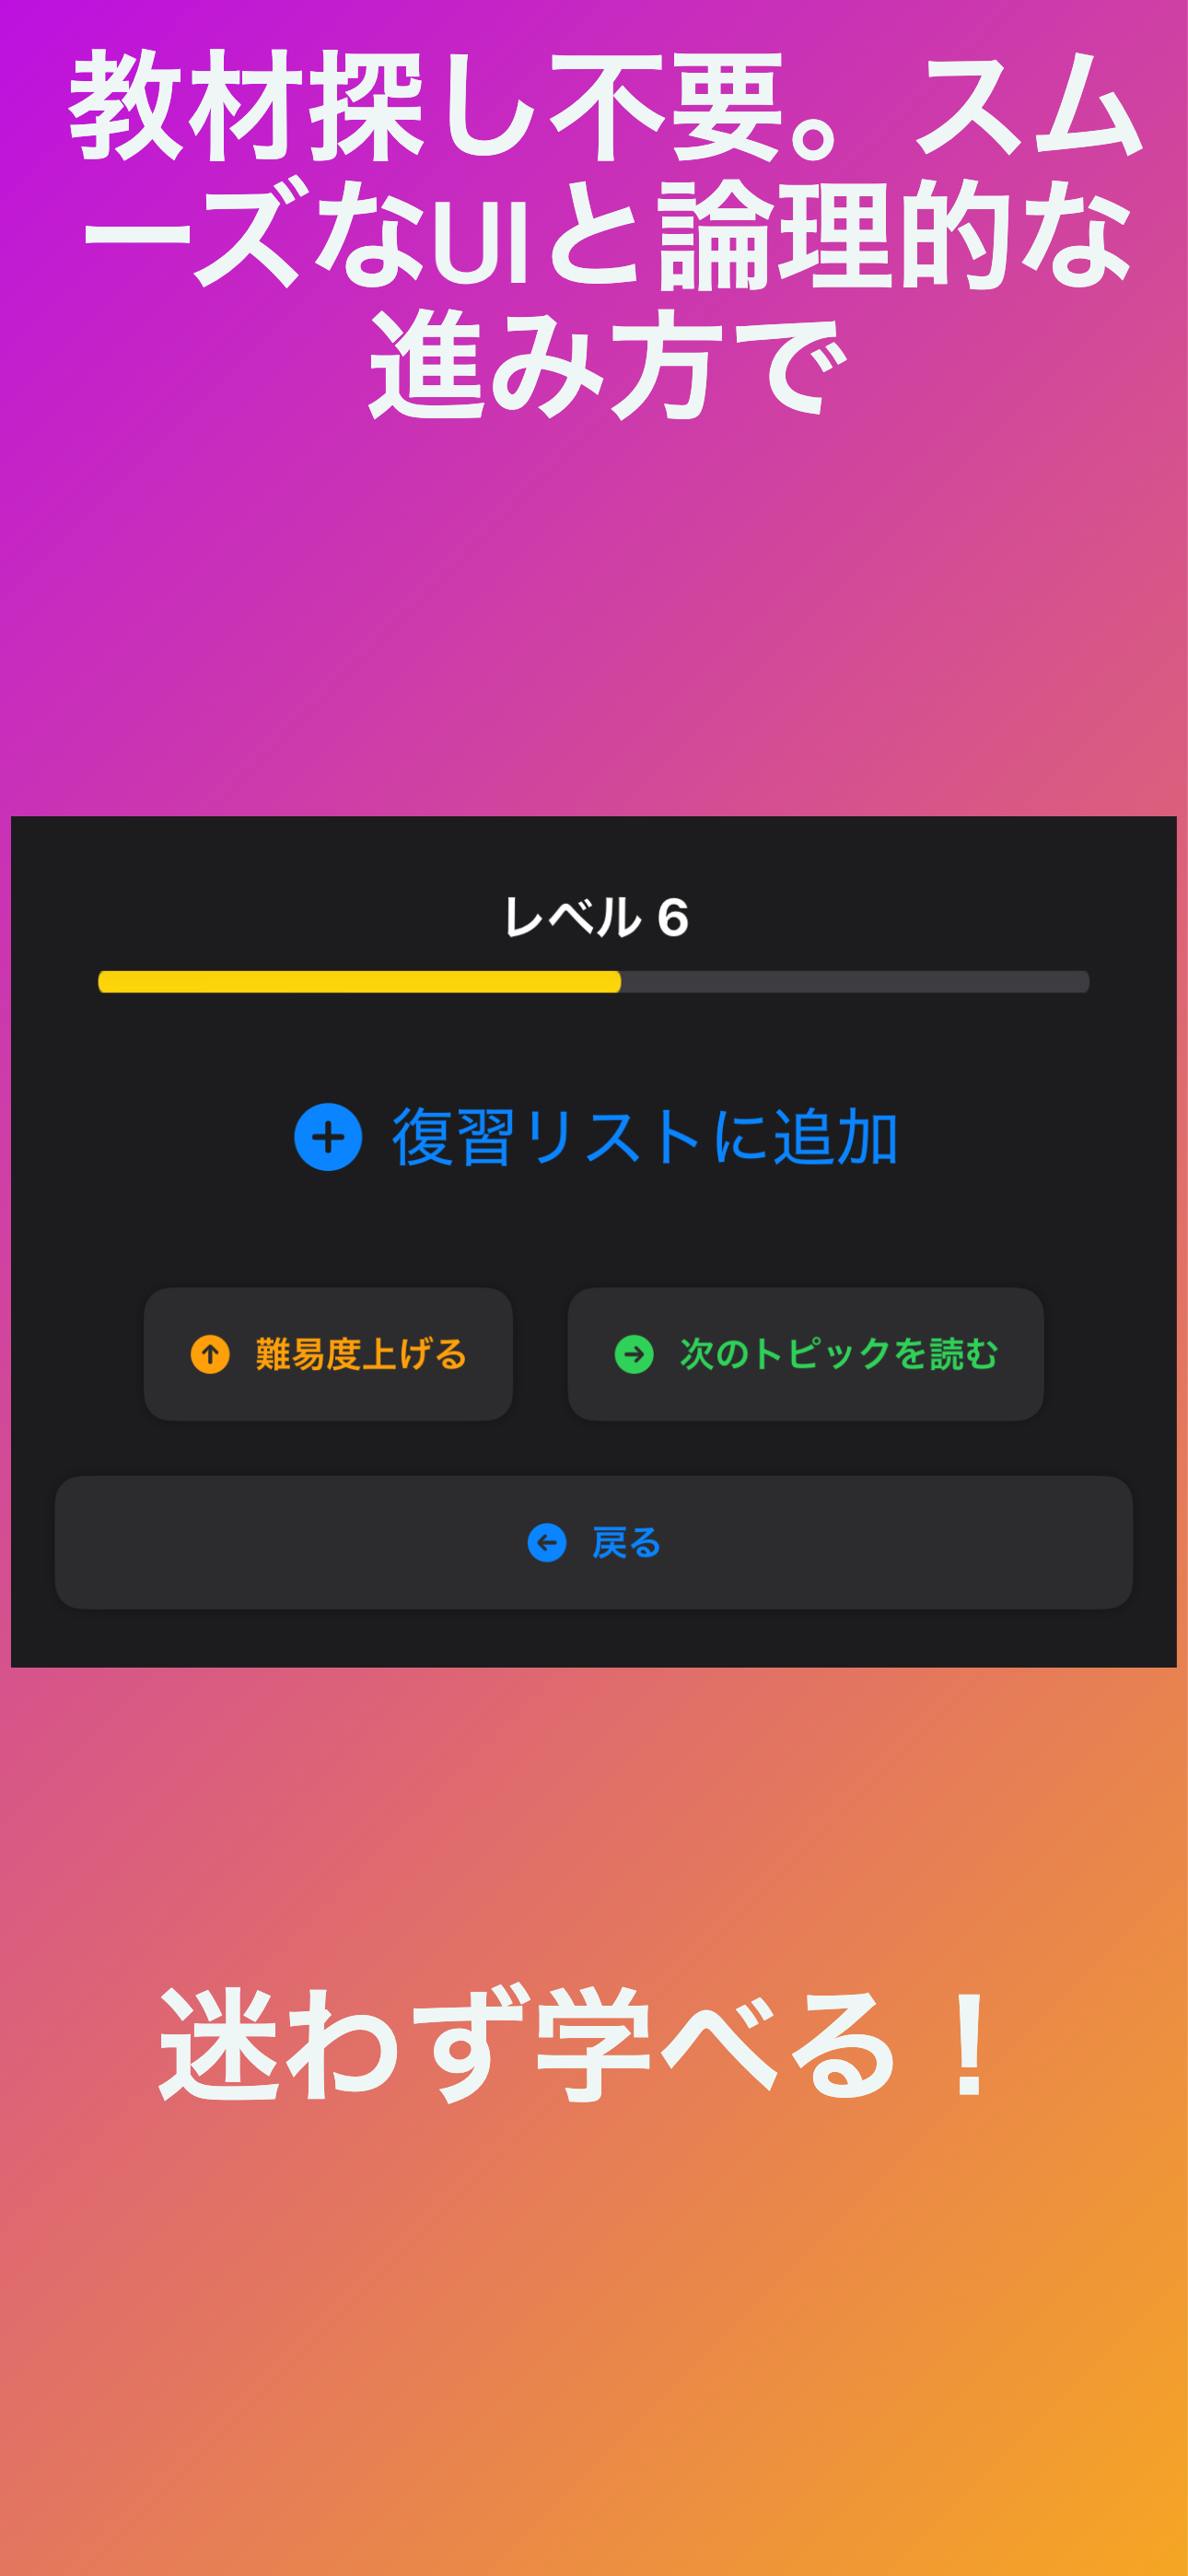 教材探し不要。スム
ーズなUIと論理的な
進み方で
レベル 6
復習リストに追加
難易度上げる
次のトピックを読む
戻る
迷わず学べる！